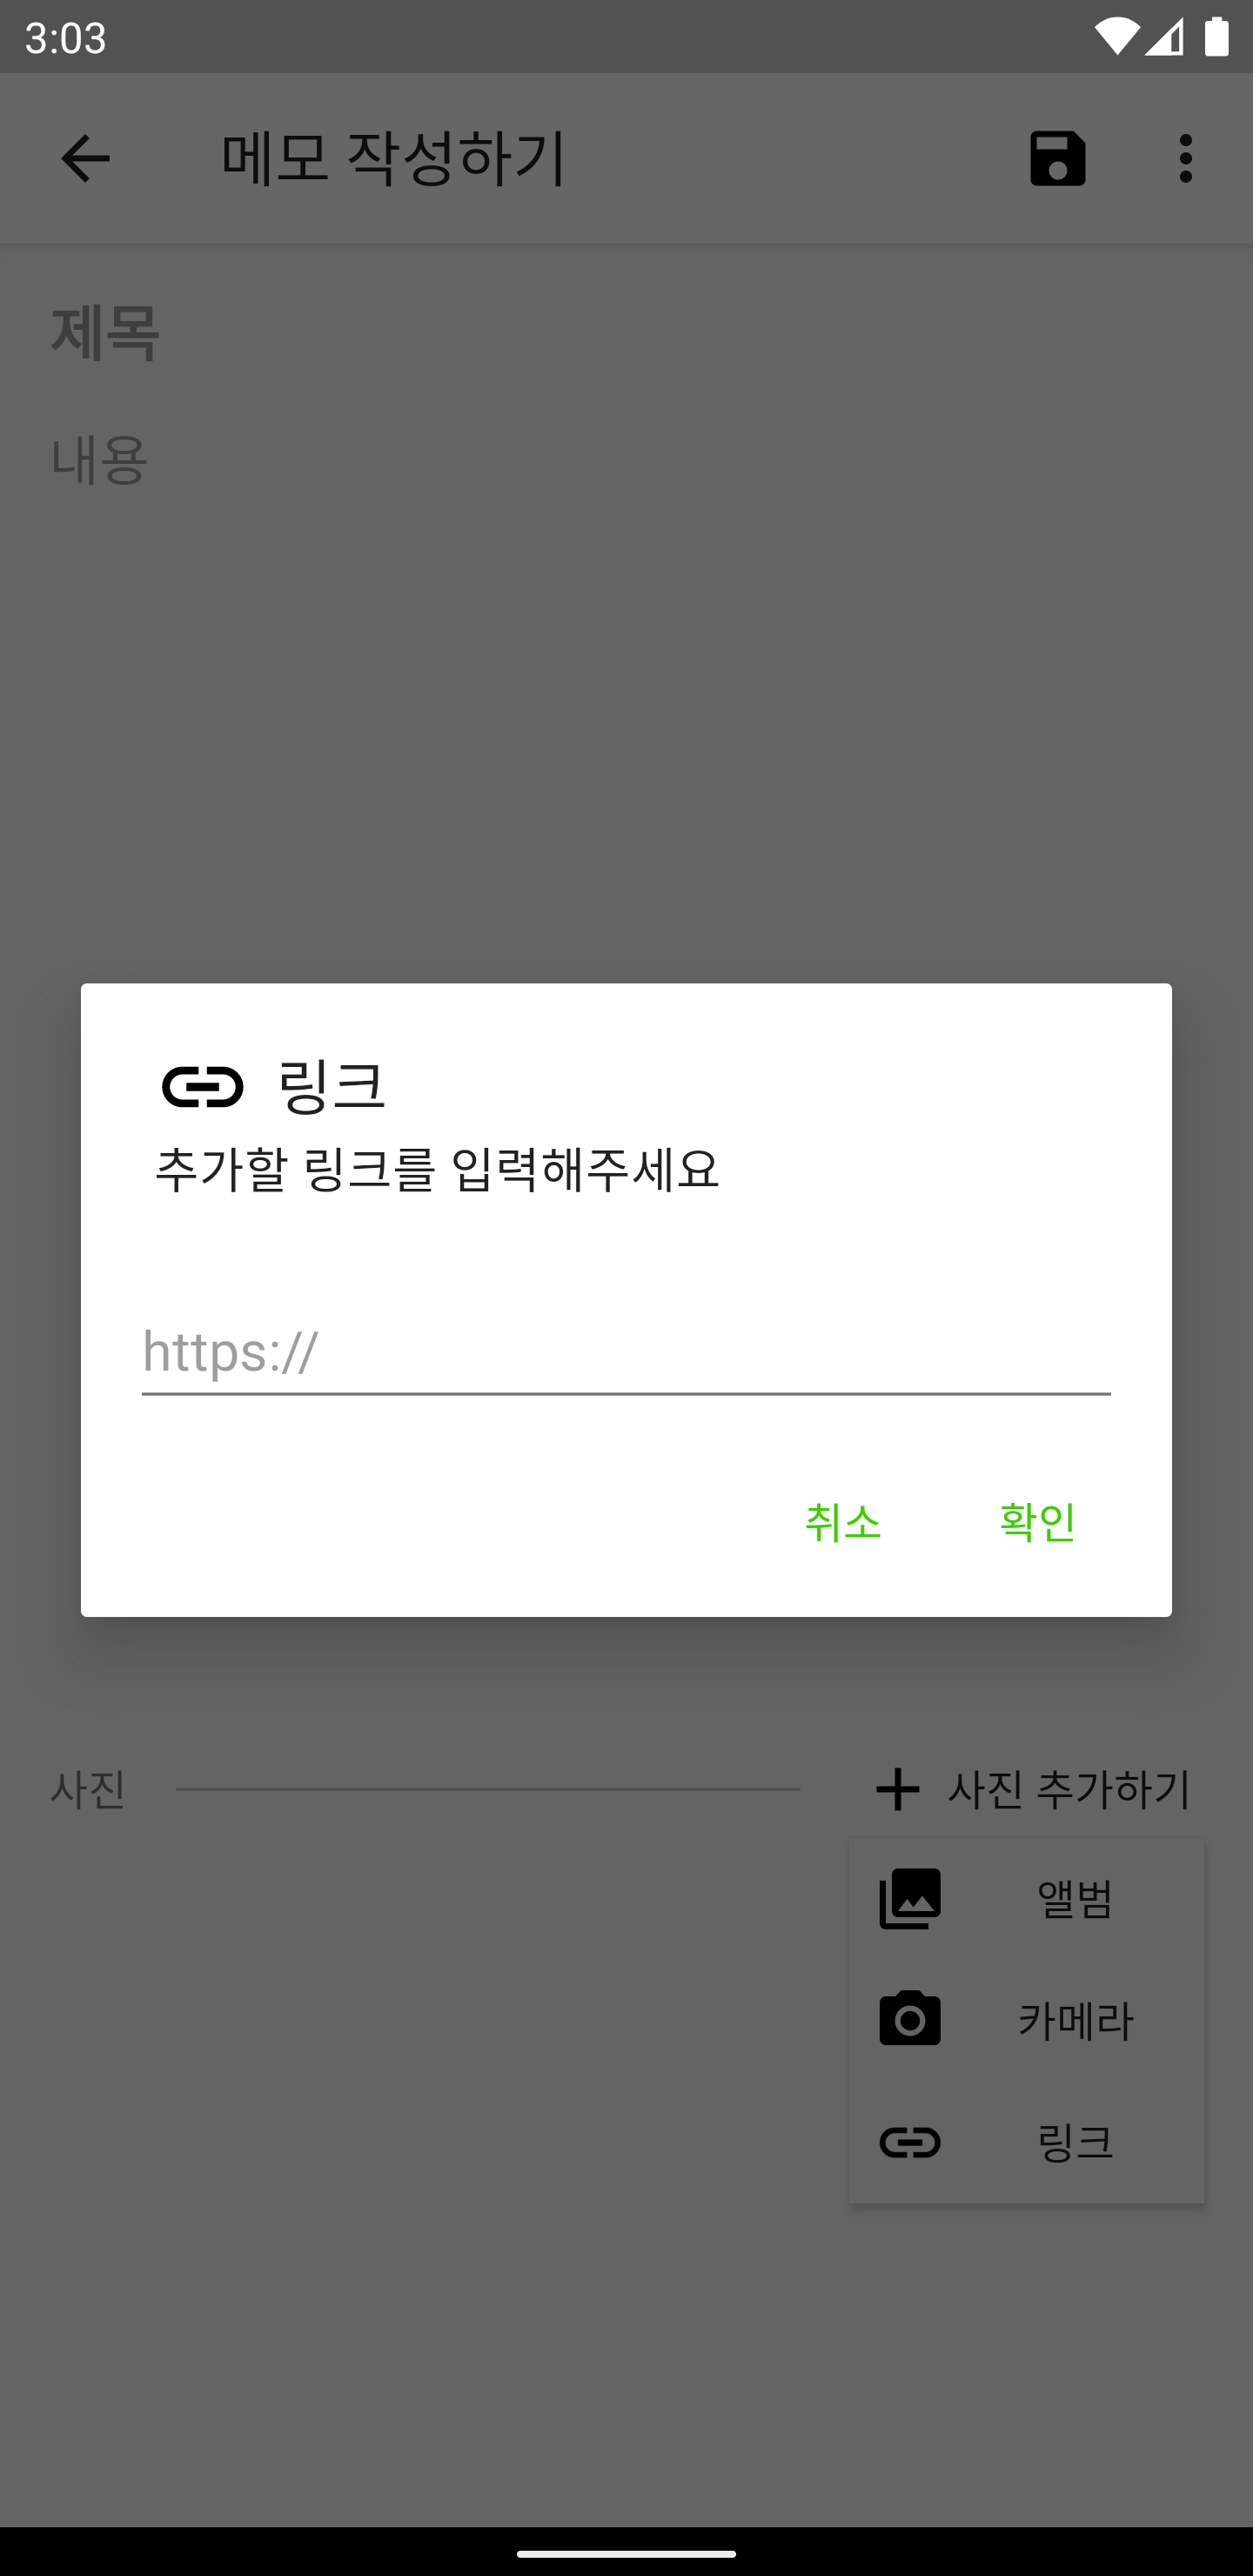 3:03
메모 작성하기
제목
내용
링크
추가할 링크를 입력해주세요
https://
취소 확인
사진 사진 추가하기
앨범
카메라
링크